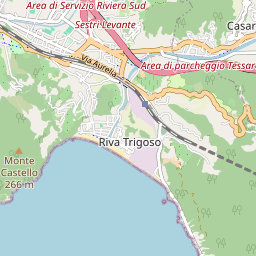 Area di Servizio Riviera Sud
Sestri Levante
Casar
Via Aurelia
Area di parcheggio Tessar
Riva Trigoso
Monte
Castello
266 m